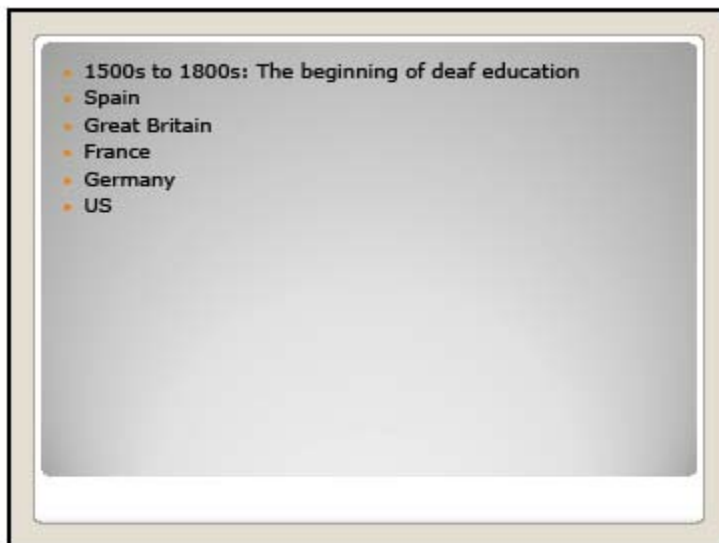 1500s to 1800s: The beginning of deaf education
Spain
Great Britain
France
Germany
US